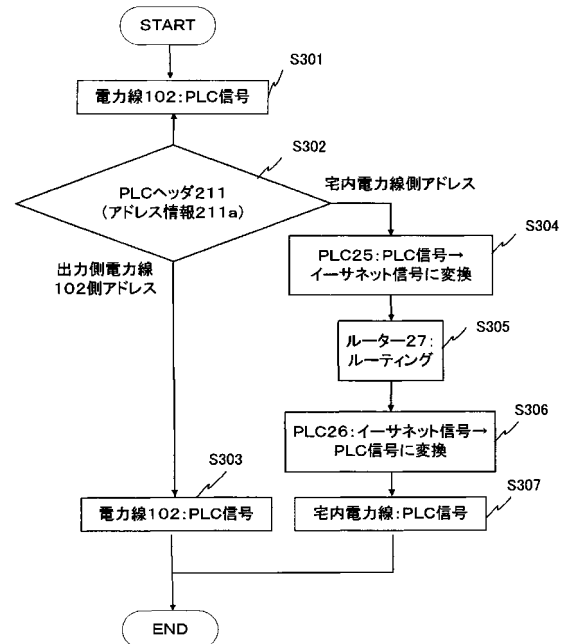 START
S301
電力線102:PLC信号
S302
PLCヘッダ211
(アドレス情報211a)
宅内電力線側アドレス
S304
出力側電力線
102側アドレス
PLC25:PLC信号→
イーサネット信号に変換
S305
ルーター27:
ルーティング
S306
PLC26:イーサネット信号→
PLC信号に変換
S303
電力線102:PLC信号
S307
宅内電力線:PLC信号
END